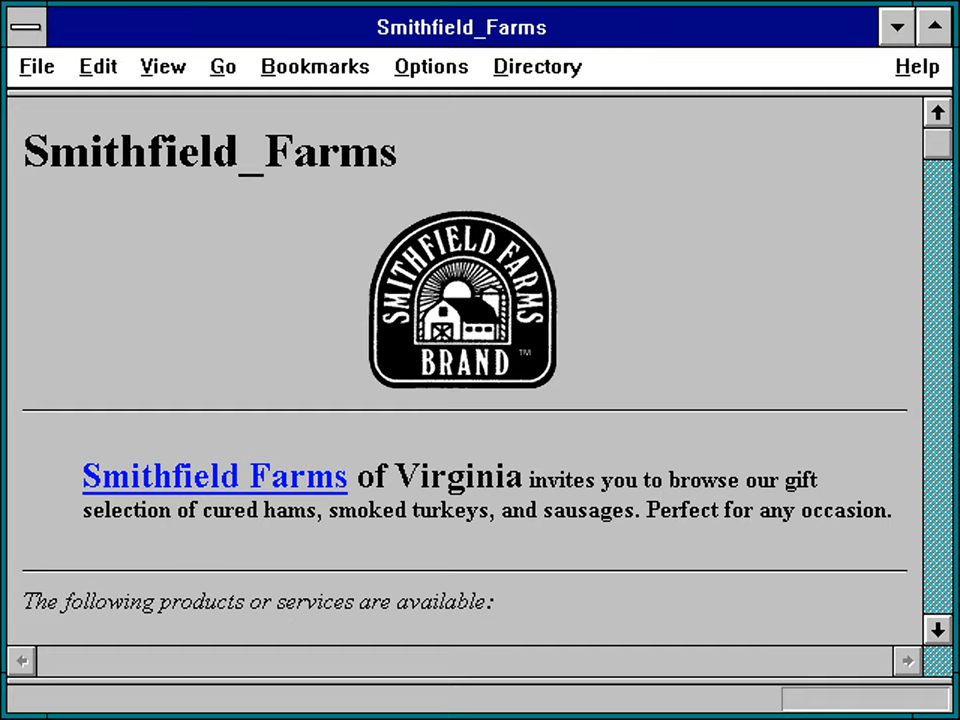 Smithfield_Farms
File Edit View Go Bookmarks Options Directory Help
Smithfield_Farms
SMITHFIELD FARMS
BRAND ™
Smithfield Farms of Virginia invites you to browse our gift
selection of cured hams, smoked turkeys, and sausages. Perfect for any occasion.
The following products or services are available: